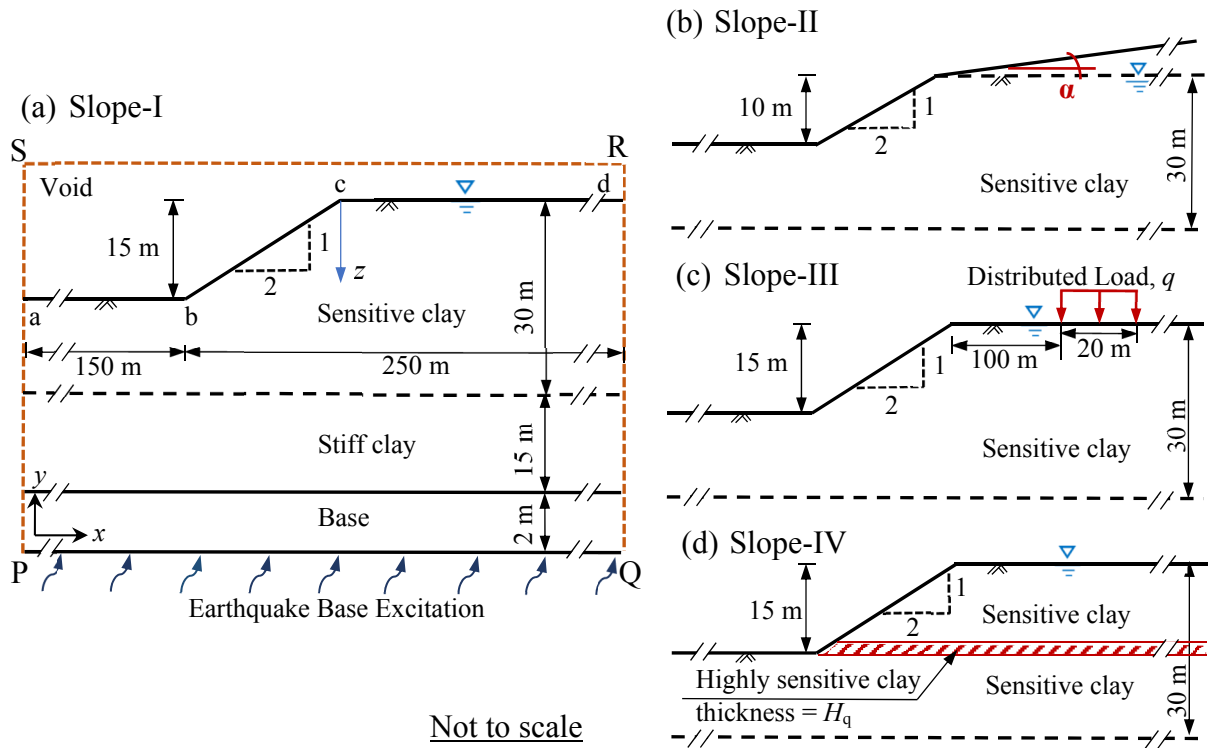 (a) Slope-I
S
R
Void
c
d
15 m
1
2
z
a
b
Sensitive clay
30 m
150 m
250 m
Stiff clay
15 m
y
x
Base
2 m
P
Q
Earthquake Base Excitation
Not to scale
(b) Slope-II
10 m
1
2
α
Sensitive clay
30 m
(c) Slope-III
Distributed Load, q
15 m
1
2
100 m
20 m
Sensitive clay
30 m
(d) Slope-IV
15 m
1
2
Sensitive clay
Highly sensitive clay
thickness = Hq
Sensitive clay
30 m